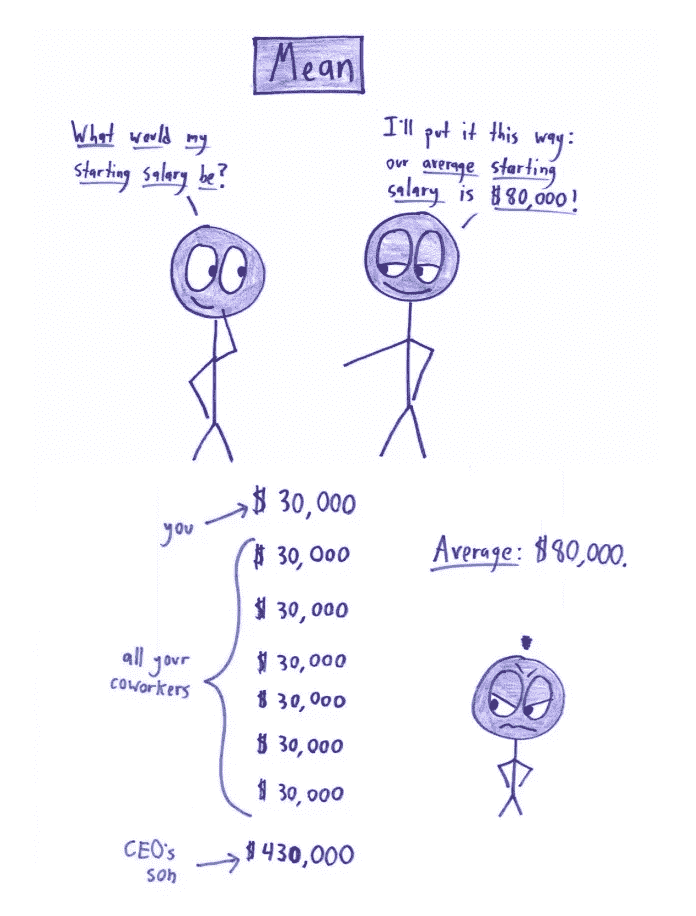 Mean
What would my
starting salary be?
I'll put it this way:
our average starting
salary is $80,000!
you
$ 30,000
$ 30,000
$ 30,000
$ 30,000
$ 30,000
$ 30,000
$ 30,000
all your
coworkers
CEO's
son
$430,000
Average: $80,000.